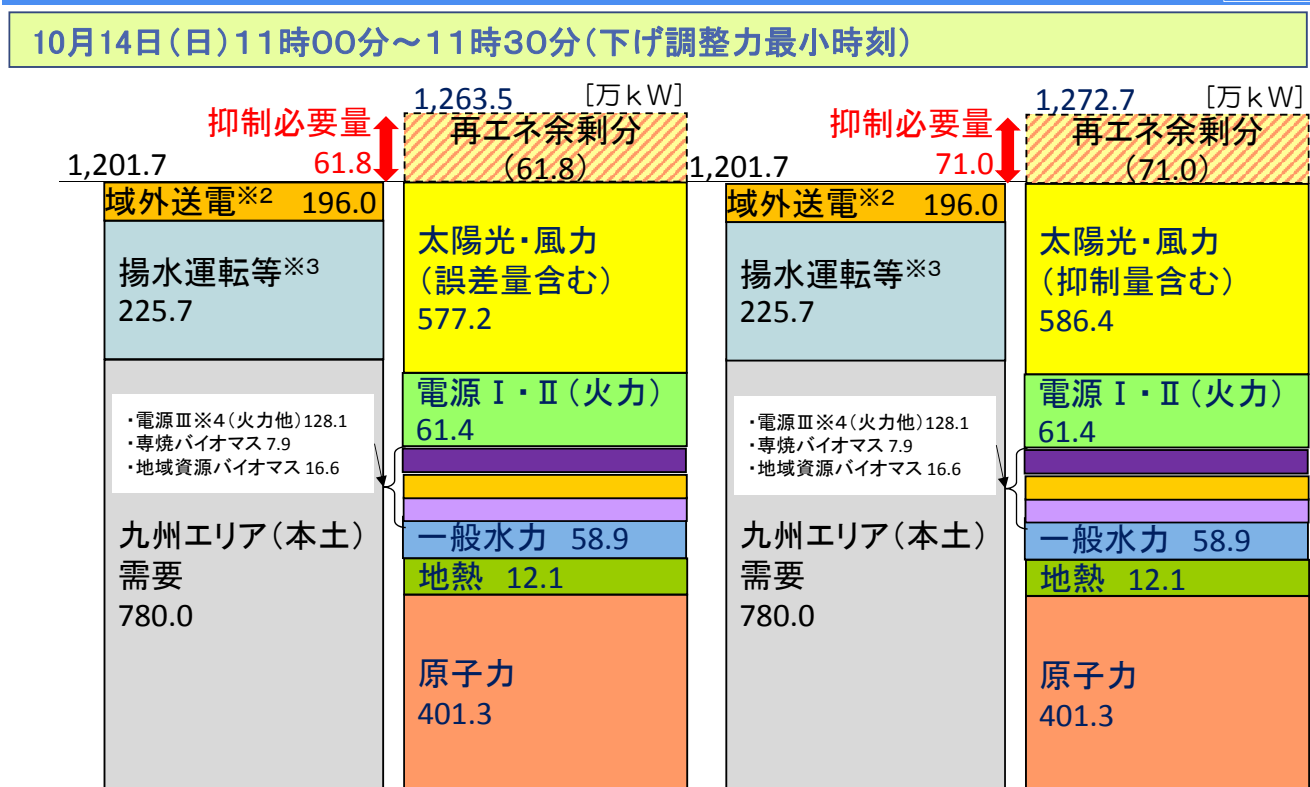 10月14日(日)11時00分～11時30分(下げ調整力最小時刻)
抑制必要量
61.8
1,201.7
1,263.5
[万kW]
再エネ余剰分
(61.8)
域外送電※2 196.0
揚水運転等※3
225.7
・電源Ⅲ※4(火力他)128.1
・専焼バイオマス 7.9
・地域資源バイオマス 16.6
九州エリア(本土)
需要
780.0
太陽光・風力
(誤差量含む)
577.2
電源Ⅰ・Ⅱ(火力)
61.4
一般水力 58.9
地熱 12.1
原子力
401.3
抑制必要量
71.0
1,201.7
1,272.7
[万kW]
再エネ余剰分
(71.0)
域外送電※2 196.0
揚水運転等※3
225.7
・電源Ⅲ※4(火力他)128.1
・専焼バイオマス 7.9
・地域資源バイオマス 16.6
九州エリア(本土)
需要
780.0
太陽光・風力
(抑制量含む)
586.4
電源Ⅰ・Ⅱ(火力)
61.4
一般水力 58.9
地熱 12.1
原子力
401.3